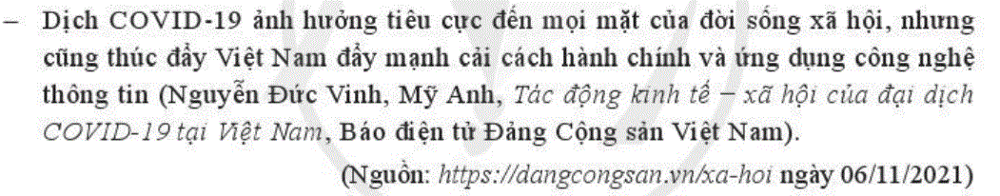 – Dịch COVID-19 ảnh hưởng tiêu cực đến mọi mặt của đời sống xã hội, nhưng
cũng thúc đẩy Việt Nam đẩy mạnh cải cách hành chính và ứng dụng công nghệ
thông tin (Nguyễn Đức Vinh, Mỹ Anh, Tác động kinh tế – xã hội của đại dịch
COVID-19 tại Việt Nam, Báo điện tử Đảng Cộng sản Việt Nam).
(Nguồn: https://dangcongsan.vn/xa-hoi ngày 06/11/2021)